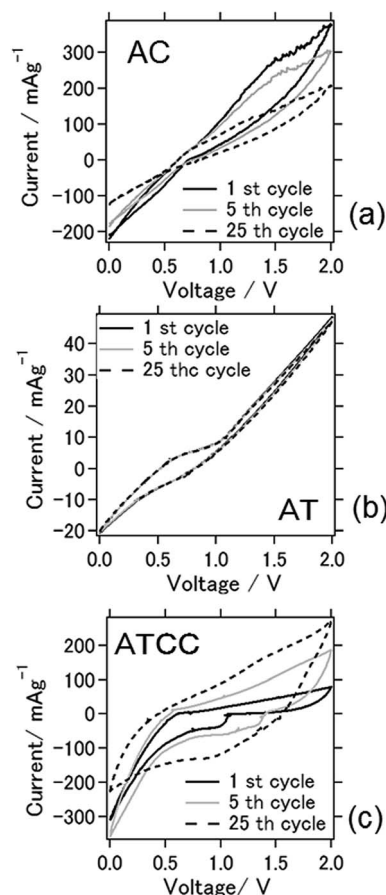 AC
300
200
100
0
-100
-200
Current / mAg⁻¹
1 st cycle
5 th cycle
25 th cycle
0.0 0.5 1.0 1.5 2.0
Voltage / V
(a)
1 st cycle
5 th cycle
25 thc cycle
40
30
20
10
0
-10
-20
Current / mAg⁻¹
AT
0.0 0.5 1.0 1.5 2.0
Voltage / V
(b)
ATCC
200
100
0
-100
-200
-300
Current/ mAg⁻¹
1 st cycle
5 th cycle
25 th cycle
0.0 0.5 1.0 1.5 2.0
Voltage / V
(c)